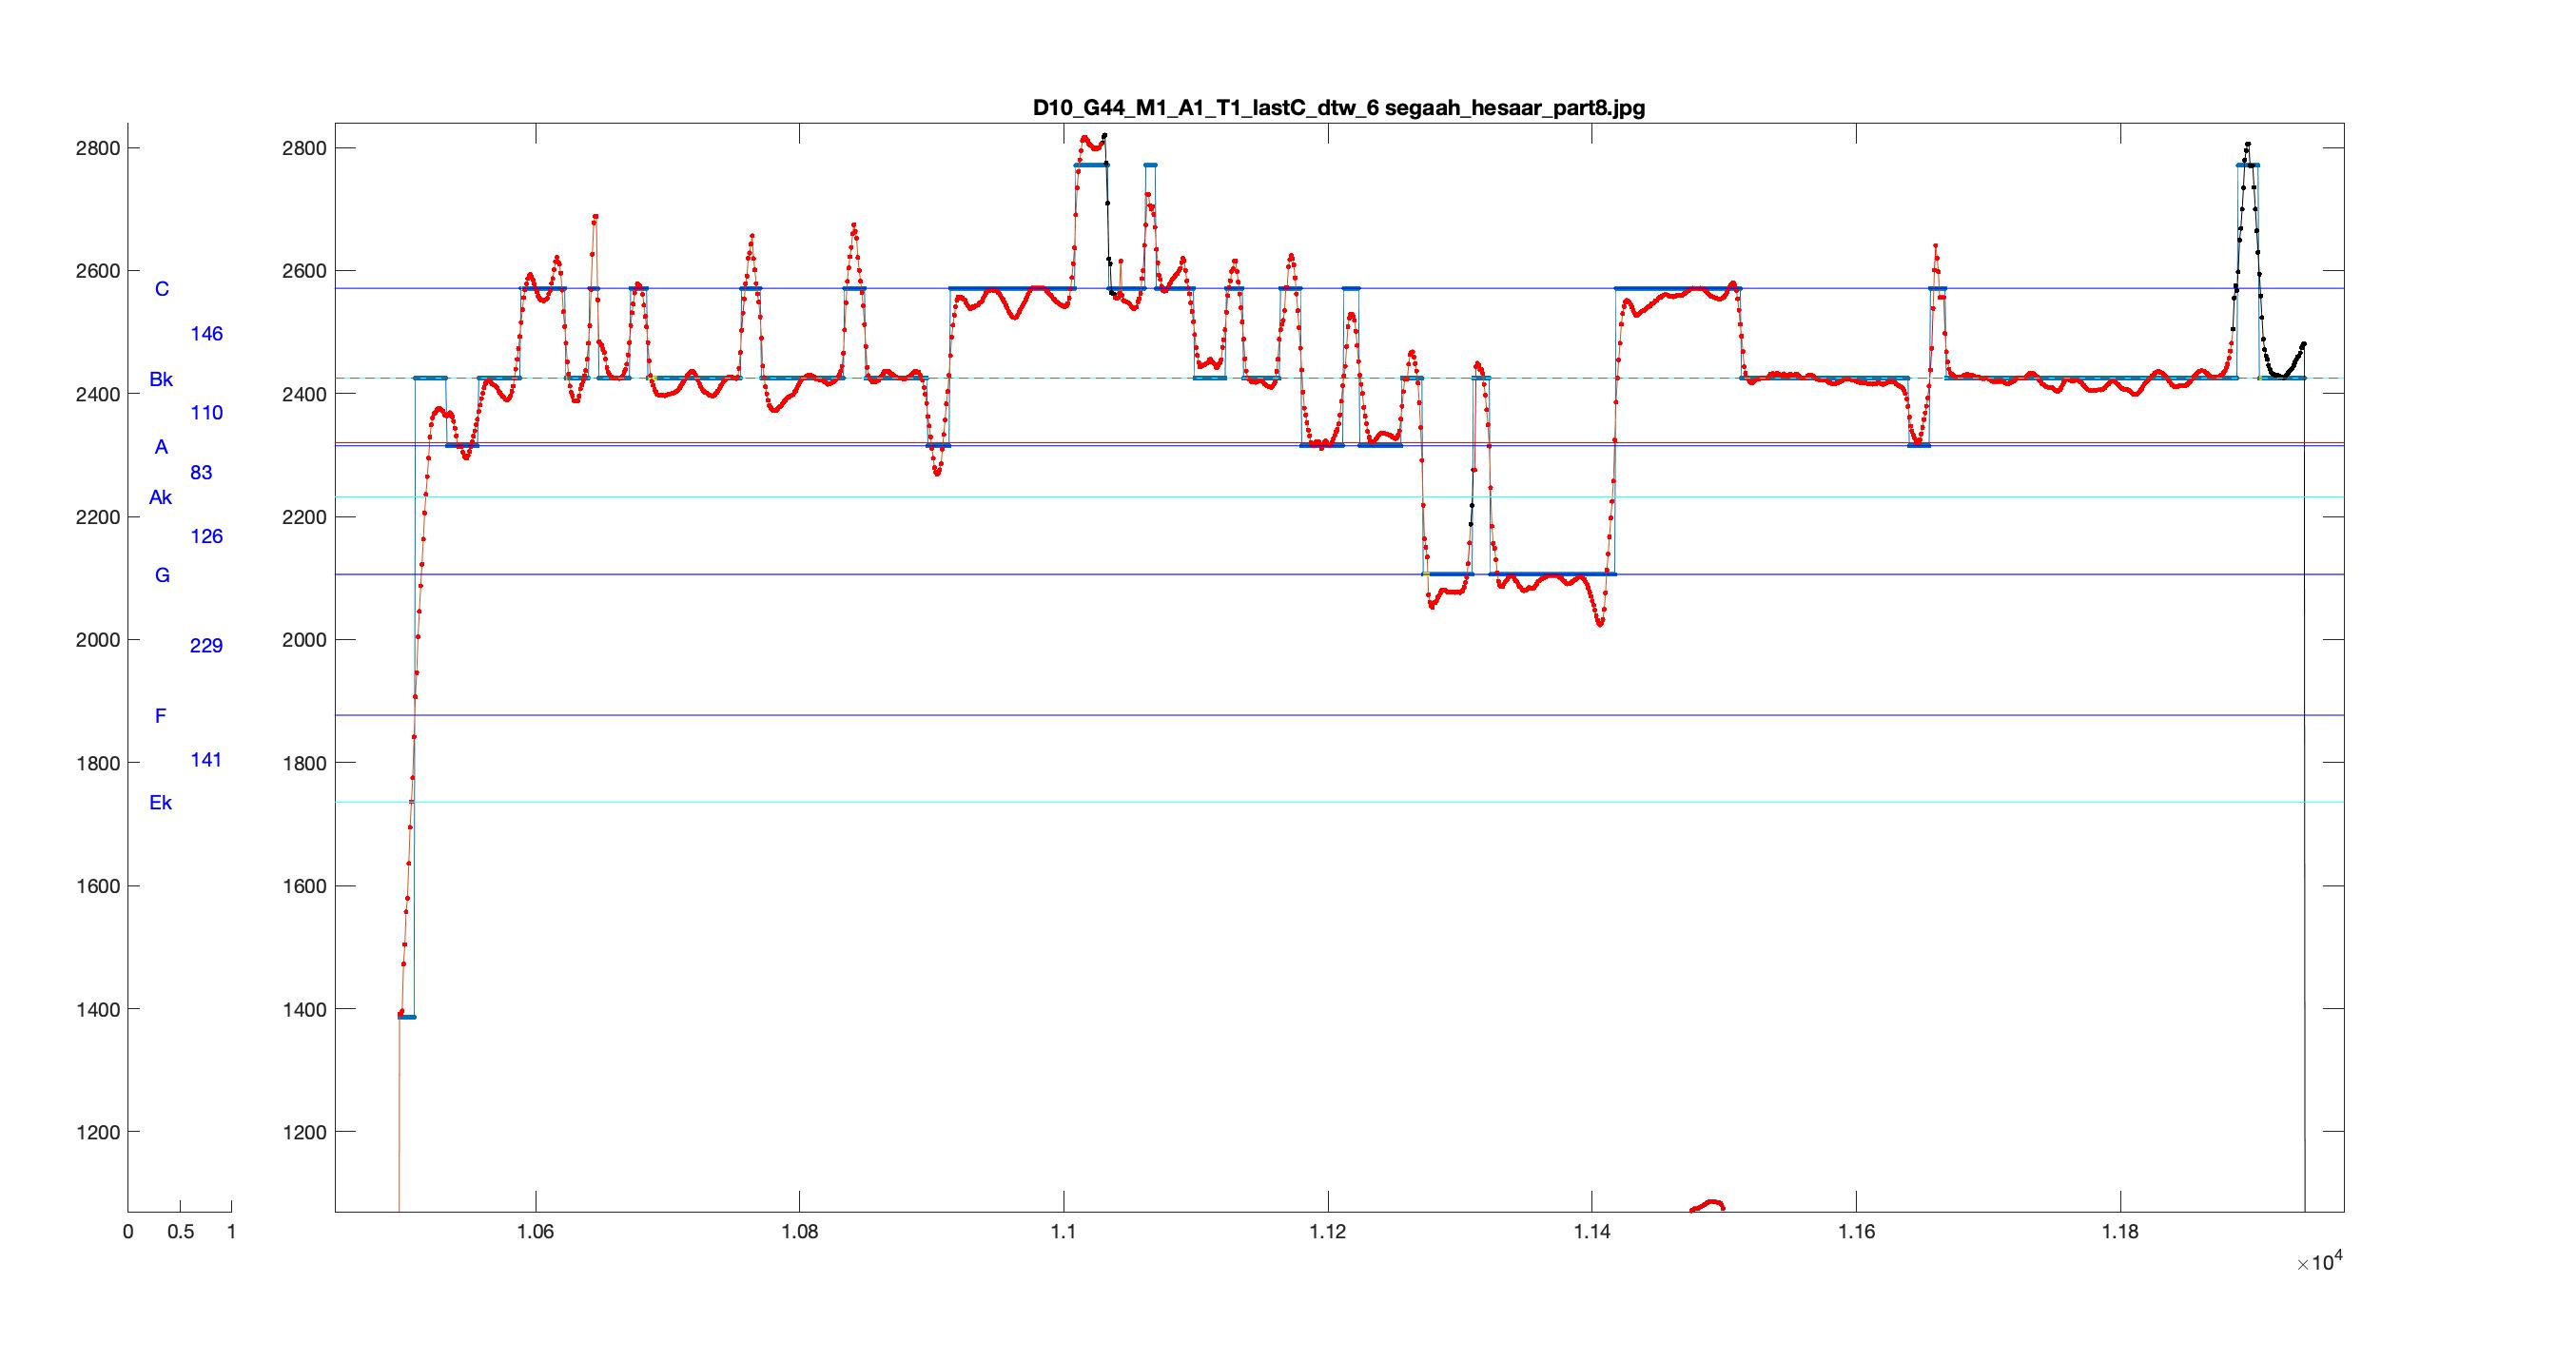 D10_G44_M1_A1_T1_lastC_dtw_6 segaah_hesaar_part8.jpg
2800 2800
2600 2600
C
146
Bk
2400 2400
110
A
83
Ak
2200 2200
126
G
2000 2000
229
F
1800 1800
141
Ek
1600 1600
1400 1400
1200 1200
0 0.5 1 1.06 1.08 1.1 1.12 1.14 1.16 1.18
×10⁴